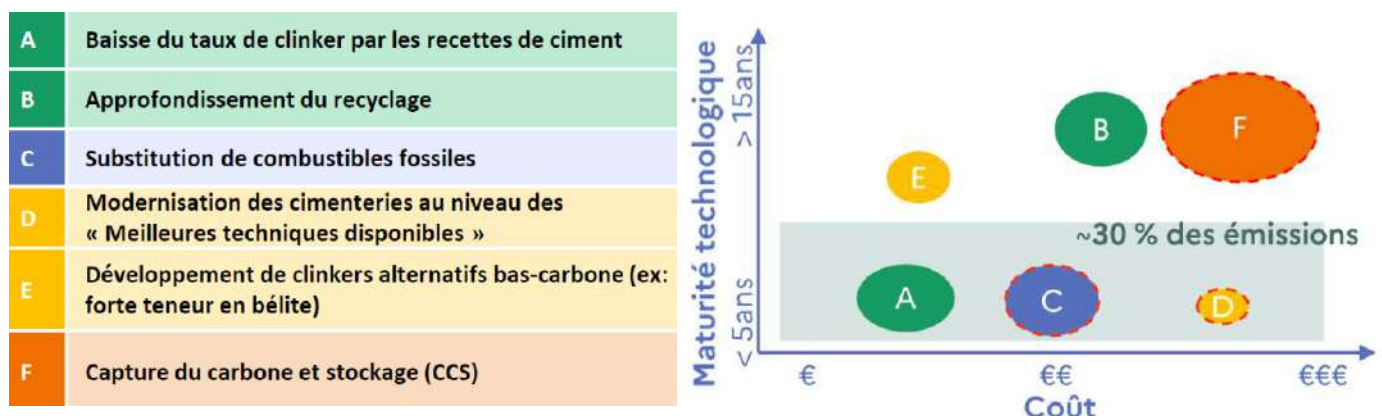 A Baisse du taux de clinker par les recettes de ciment
B Approfondissement du recyclage
C Substitution de combustibles fossiles
D Modernisation des cimenteries au niveau des
« Meilleures techniques disponibles »
E Développement de clinkers alternatifs bas-carbone (ex:
forte teneur en bélite)
F Capture du carbone et stockage (CCS)
Maturité technologique
> 15ans
< 5ans
B
F
E
~30 % des émissions
A
C
D
€
€€
€€€
Coût